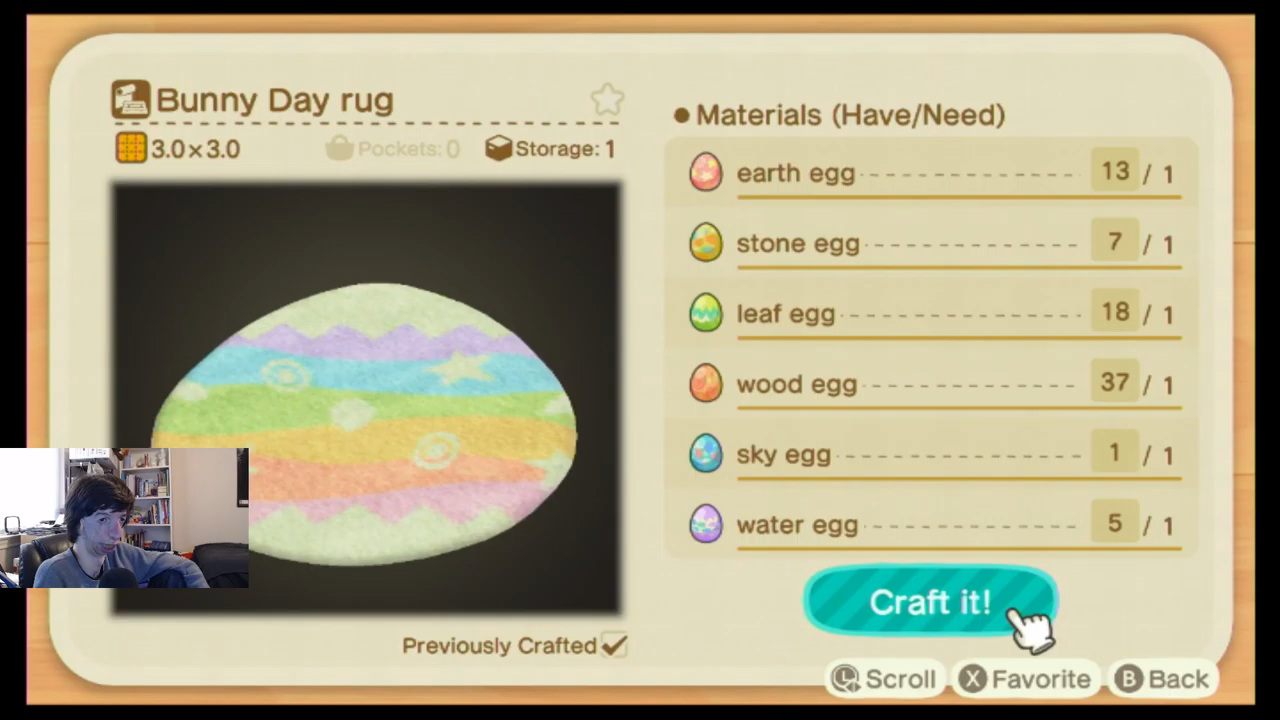 Bunny Day rug
3.0×3.0
Pockets: 0
Storage: 1
Previously Crafted
Materials (Have/Need)
earth egg 13 / 1
stone egg 7 / 1
leaf egg 18 / 1
wood egg 37 / 1
sky egg 1 / 1
water egg 5 / 1
Craft it!
L Scroll
X Favorite
B Back